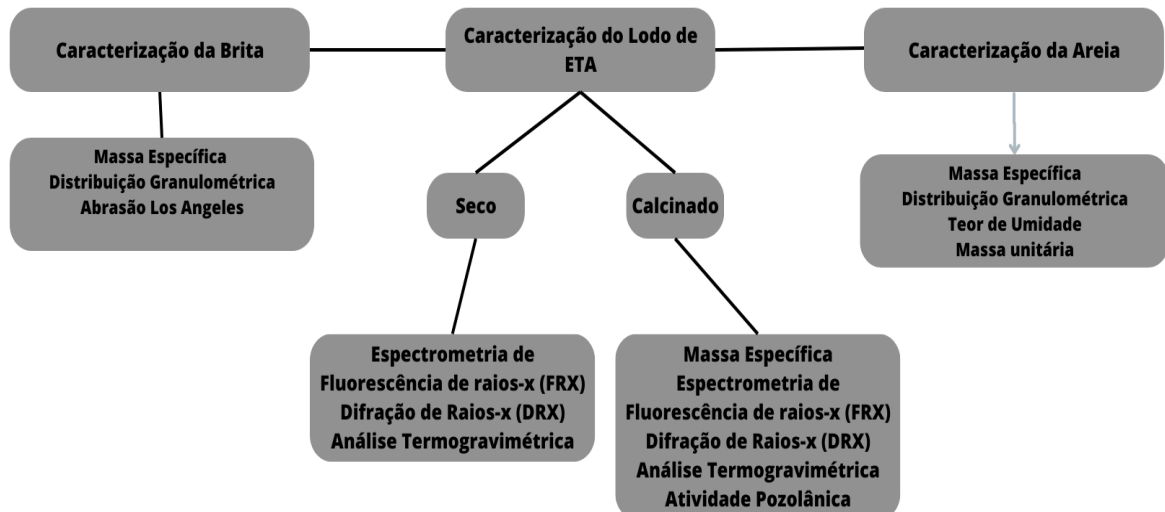 Caracterização da Brita
Caracterização do Lodo de
ETA
Caracterização da Areia
Massa Específica
Distribuição Granulométrica
Abrasão Los Angeles
Seco
Calcinado
Massa Específica
Distribuição Granulométrica
Teor de Umidade
Massa unitária
Espectrometria de
Fluorescência de raios-x (FRX)
Difração de Raios-x (DRX)
Análise Termogravimétrica
Massa Específica
Espectrometria de
Fluorescência de raios-x (FRX)
Difração de Raios-x (DRX)
Análise Termogravimétrica
Atividade Pozolânica